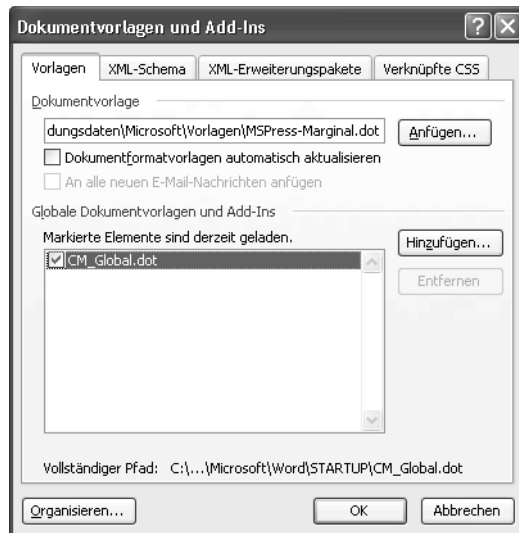 Dokumentvorlagen und Add-Ins
Vorlagen XML-Schema XML-Erweiterungspakete Verknüpfte CSS
Dokumentvorlage
dungsdaten\Microsoft\Vorlagen\MSPress-Marginal.dot Anfügen...
Dokumentformatvorlagen automatisch aktualisieren
An alle neuen E-Mail-Nachrichten anfügen
Globale Dokumentvorlagen und Add-Ins
Markierte Elemente sind derzeit geladen.
Hinzufügen...
CM_Global.dot
Entfernen
Vollständiger Pfad: C:\...\Microsoft\Word\STARTUP\CM_Global.dot
Organisieren... OK Abbrechen